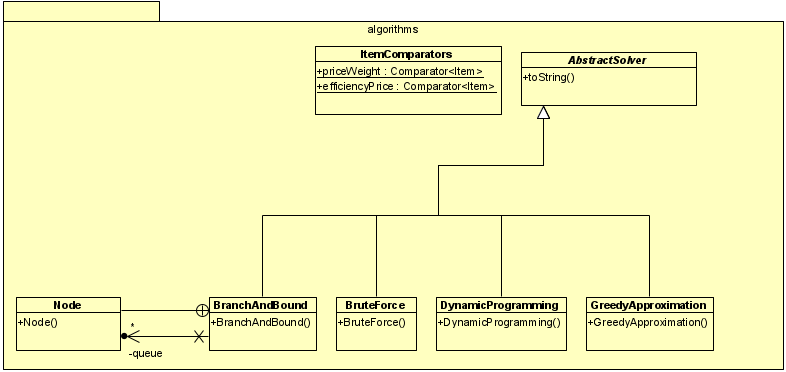 algorithms
ItemComparators
+priceWeight : Comparator<Item>
+efficiencyPrice : Comparator<Item>
AbstractSolver
+toString()
Node
+Node()
BranchAndBound
+BranchAndBound()
BruteForce
+BruteForce()
DynamicProgramming
+DynamicProgramming()
GreedyApproximation
+GreedyApproximation()
*
-queue